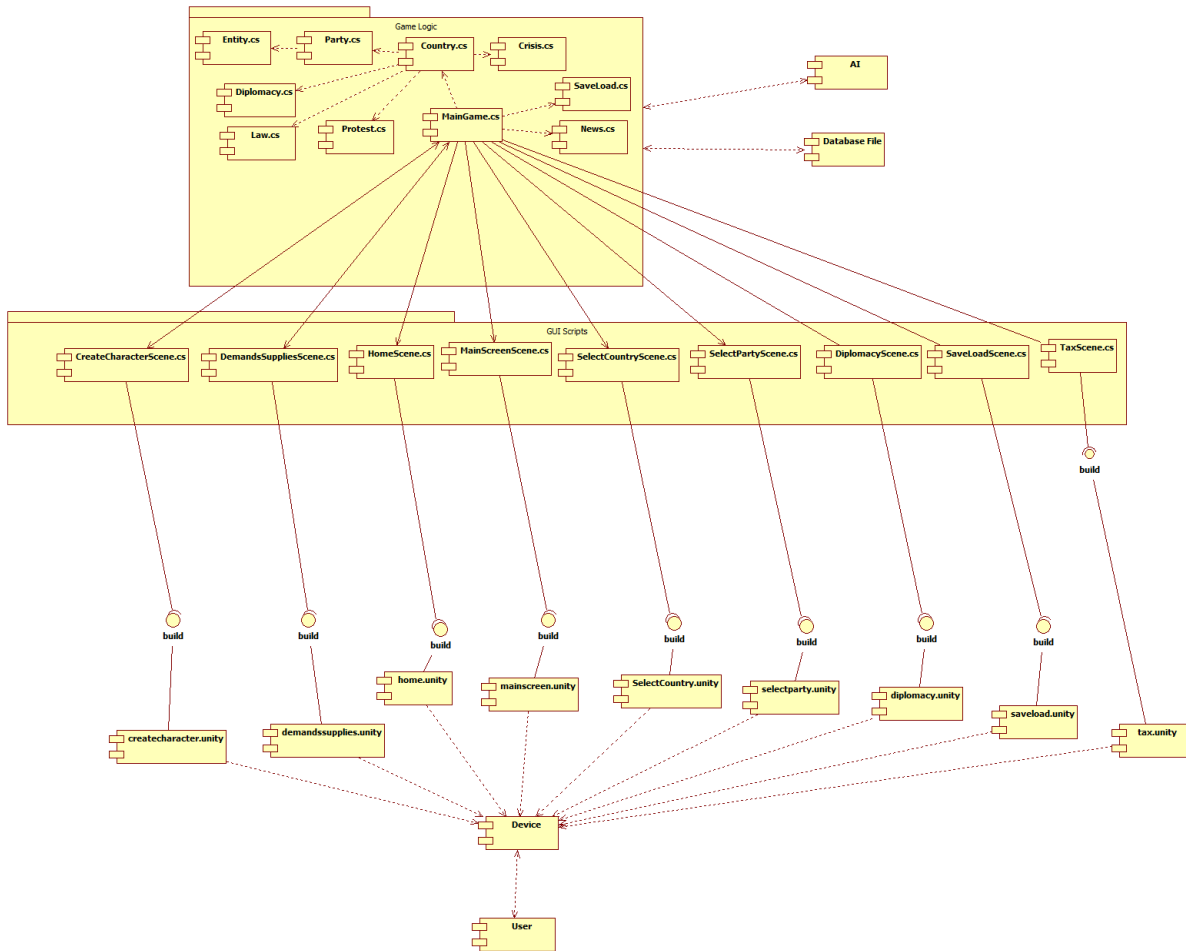 Game Logic
Entity.cs
Party.cs
Country.cs
Crisis.cs
AI
Diplomacy.cs
SaveLoad.cs
MainGame.cs
Law.cs
Protest.cs
News.cs
Database File
GUI Scripts
CreateCharacterScene.cs
DemandsSuppliesScene.cs
HomeScene.cs
MainScreenScene.cs
SelectCountryScene.cs
SelectPartyScene.cs
DiplomacyScene.cs
SaveLoadScene.cs
TaxScene.cs
build
build
build
build
build
build
build
build
build
home.unity
mainscreen.unity
SelectCountry.unity
selectparty.unity
diplomacy.unity
saveload.unity
createcharacter.unity
demandssupplies.unity
tax.unity
Device
User